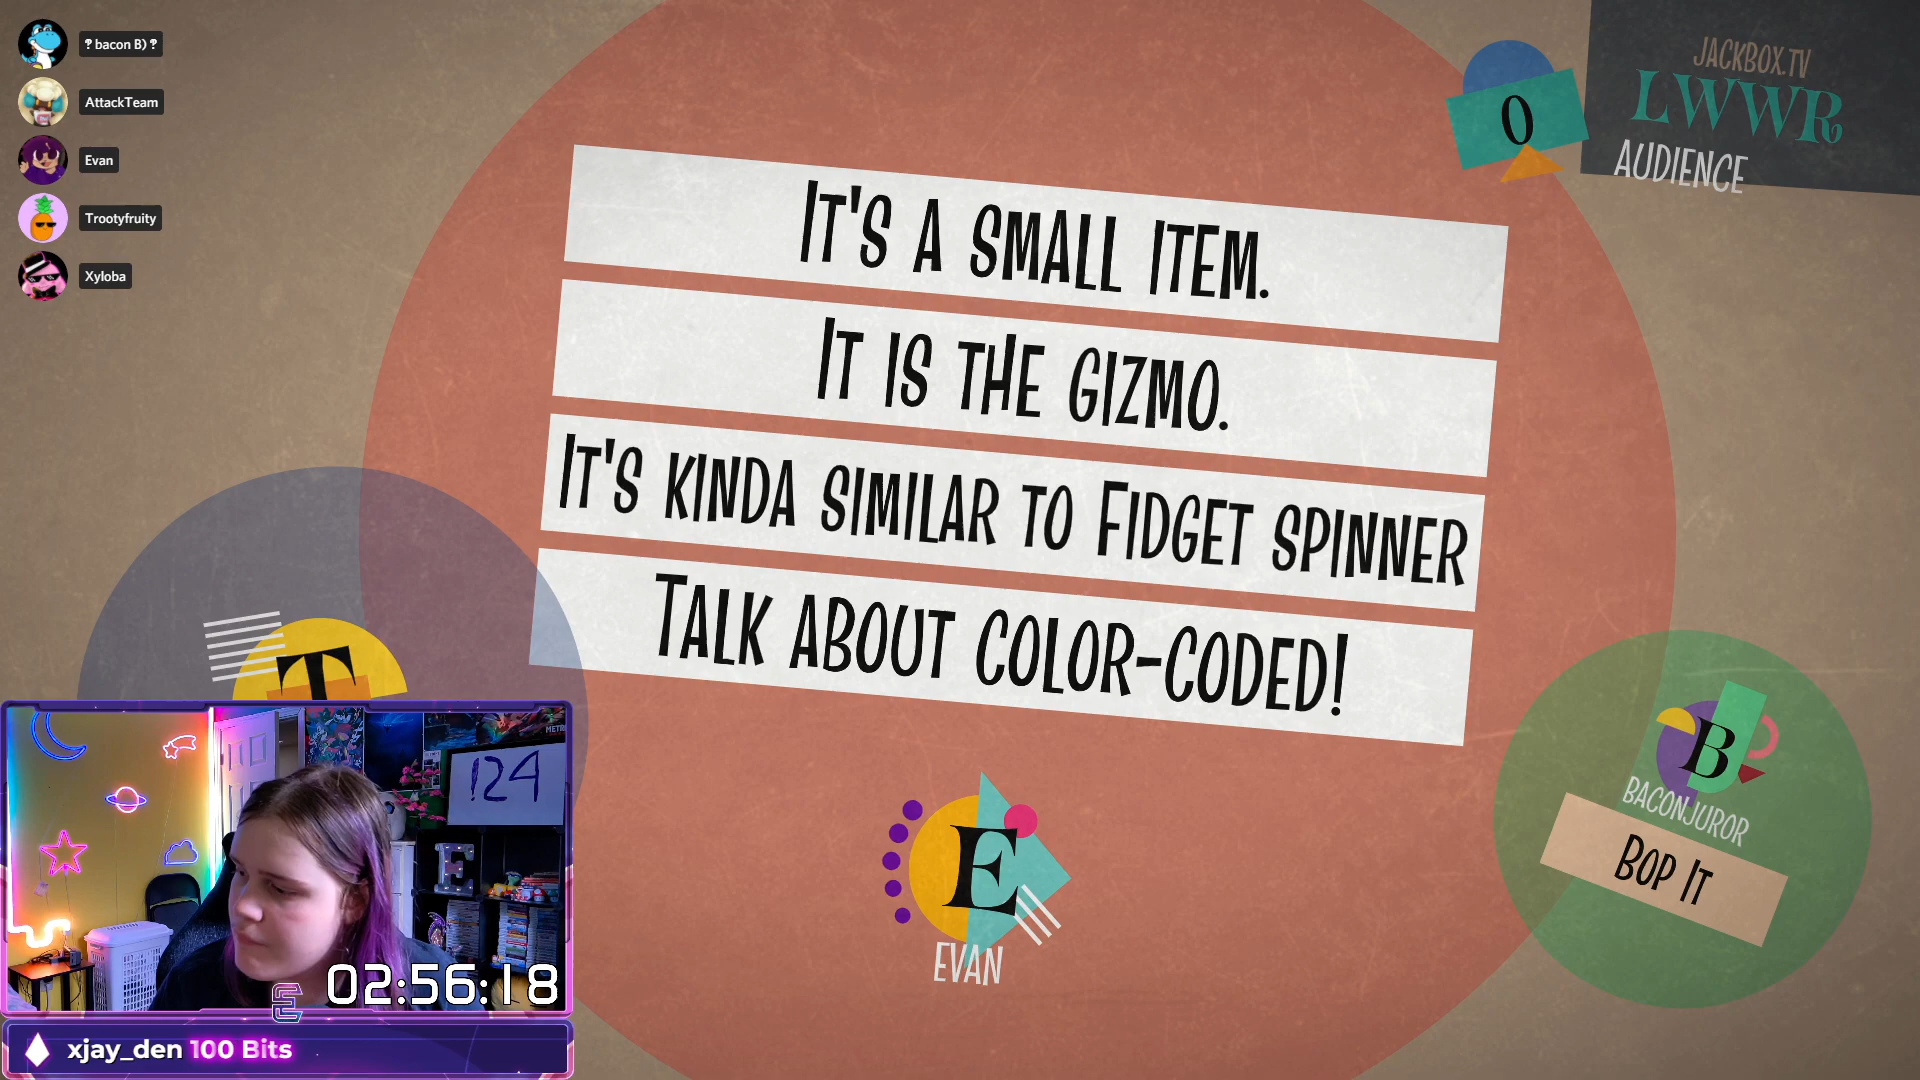 ‽ bacon B) ‽
AttackTeam
Evan
Trootyfruity
Xyloba
JACKBOX.TV
LWWR
AUDIENCE
0
IT'S A SMALL ITEM.
IT IS THE GIZMO.
IT'S KINDA SIMILAR TO FIDGET SPINNER
TALK ABOUT COLOR-CODED!
T
B
BACONJUROR
BOP IT
E
EVAN
124
E
02:56:18
xjay_den 100 Bits